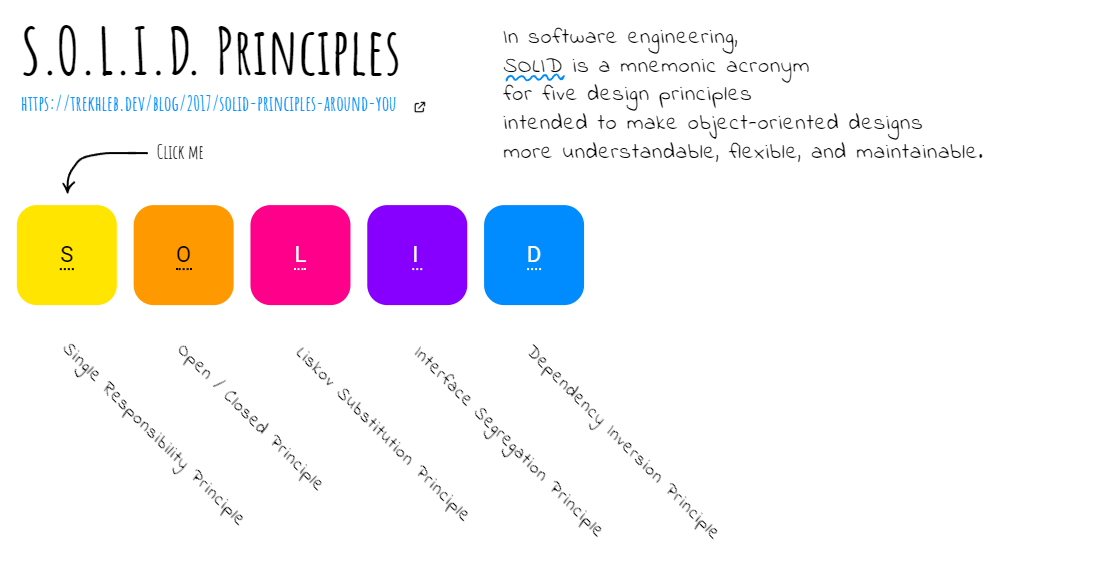 S.O.L.I.D. Principles
https://trekhleb.dev/blog/2017/solid-principles-around-you
In software engineering,
SOLID is a mnemonic acronym
for five design principles
intended to make object-oriented designs
more understandable, flexible, and maintainable.
Click me
S
O
L
I
D
Single Responsibility Principle
Open / Closed Principle
Liskov Substitution Principle
Interface Segregation Principle
Dependency Inversion Principle